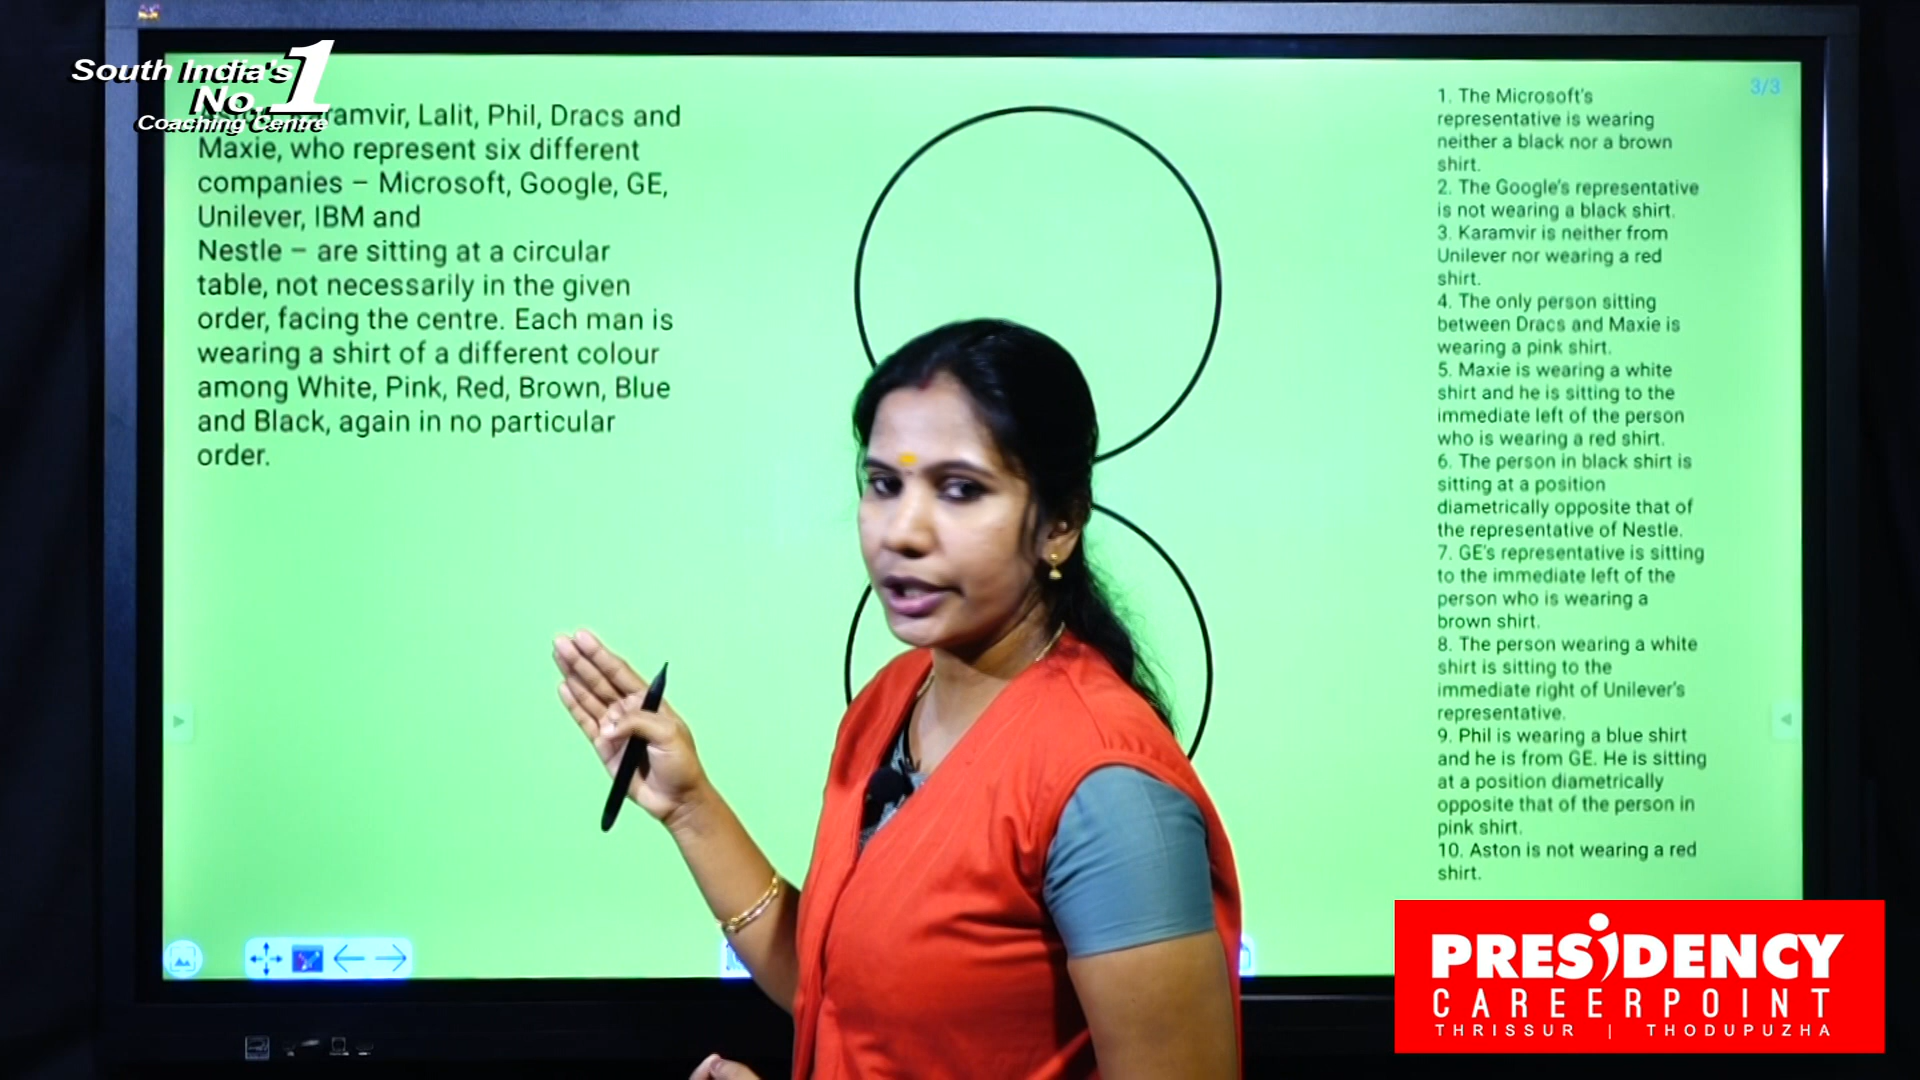 South India's
No. 1
Coaching Centre
ramvir, Lalit, Phil, Dracs and
Maxie, who represent six different
companies – Microsoft, Google, GE,
Unilever, IBM and
Nestle – are sitting at a circular
table, not necessarily in the given
order, facing the centre. Each man is
wearing a shirt of a different colour
among White, Pink, Red, Brown, Blue
and Black, again in no particular
order.
3/3
1. The Microsoft's
representative is wearing
neither a black nor a brown
shirt.
2. The Google's representative
is not wearing a black shirt.
3. Karamvir is neither from
Unilever nor wearing a red
shirt.
4. The only person sitting
between Dracs and Maxie is
wearing a pink shirt.
5. Maxie is wearing a white
shirt and he is sitting to the
immediate left of the person
who is wearing a red shirt.
6. The person in black shirt is
sitting at a position
diametrically opposite that of
the representative of Nestle.
7. GE's representative is sitting
to the immediate left of the
person who is wearing a
brown shirt.
8. The person wearing a white
shirt is sitting to the
immediate right of Unilever's
representative.
9. Phil is wearing a blue shirt
and he is from GE. He is sitting
at a position diametrically
opposite that of the person in
pink shirt.
10. Aston is not wearing a red
shirt.
PRESIDENCY
CAREERPOINT
THRISSUR | THODUPUZHA